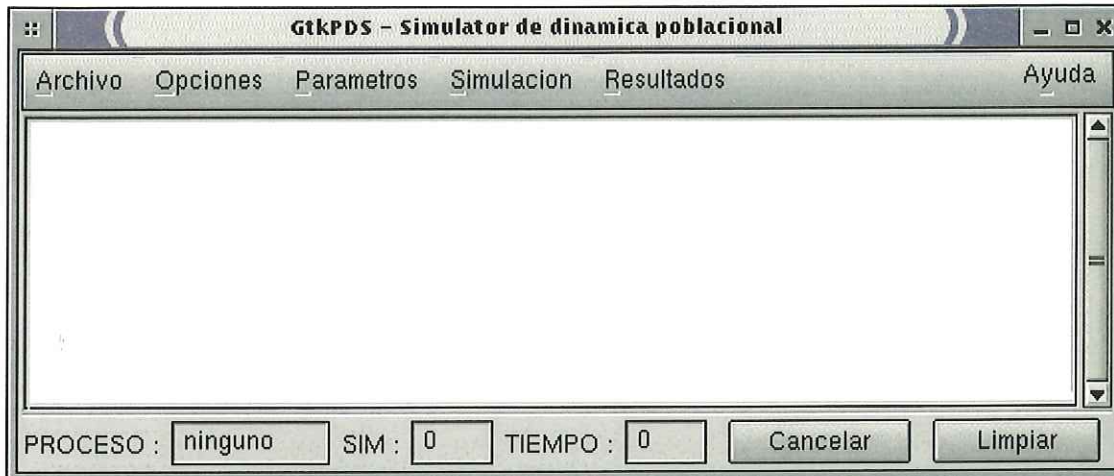 GtkPDS – Simulator de dinamica poblacional
Archivo Opciones Parametros Simulacion Resultados Ayuda
PROCESO : ninguno SIM : 0 TIEMPO : 0 Cancelar Limpiar